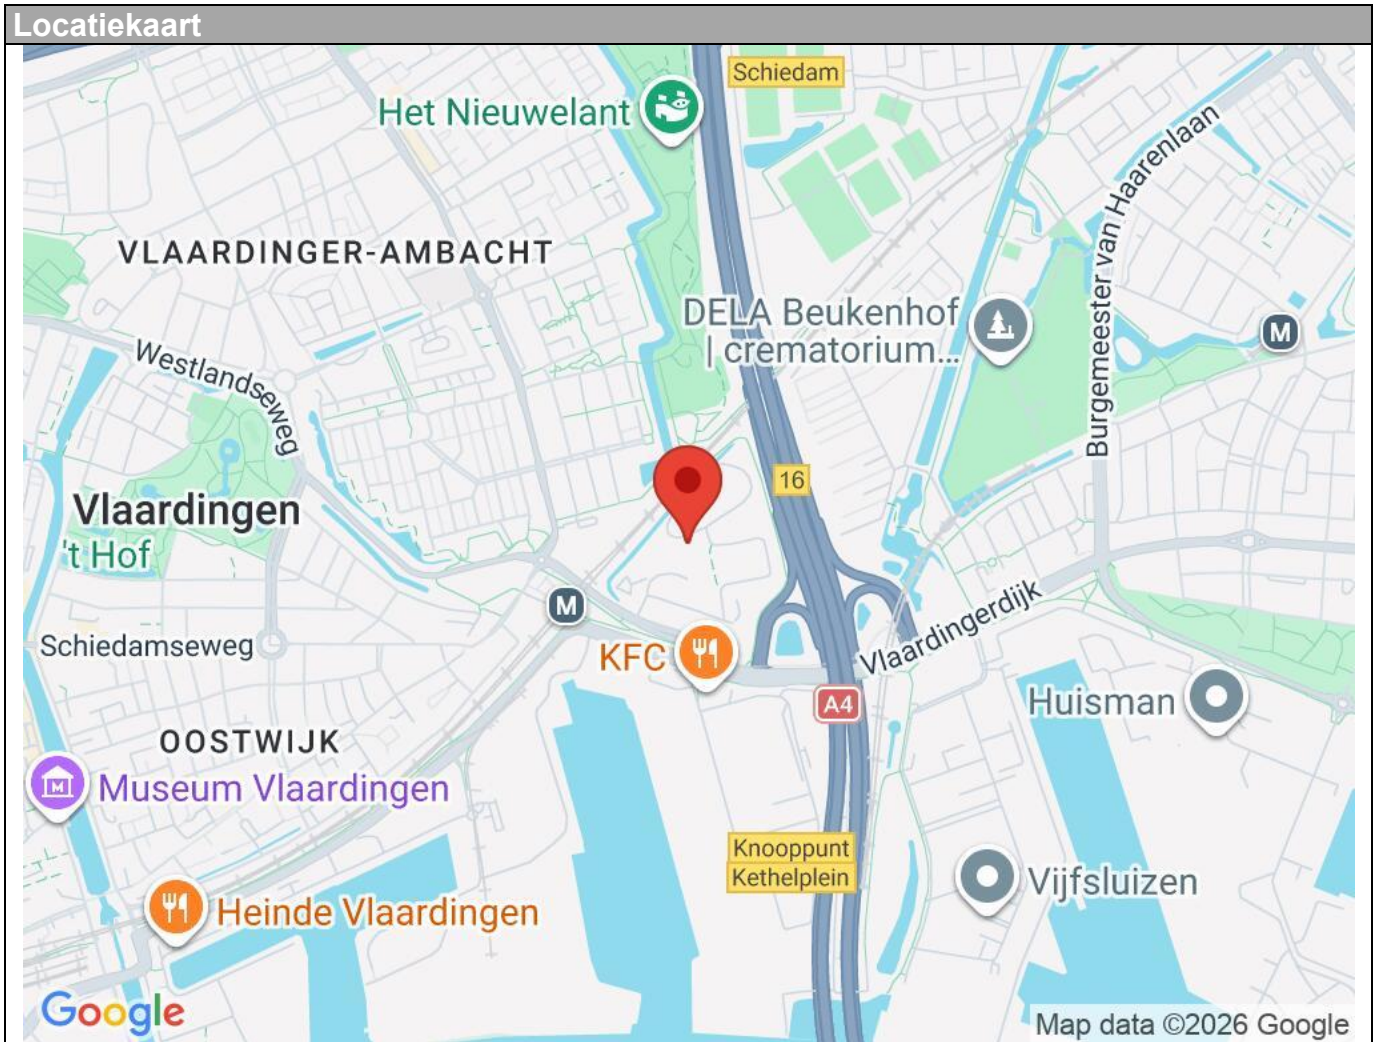 Locatiekaart
Schiedam
Het Nieuwelant
Burgemeester van Haarenlaan
VLAARDINGER-AMBACHT
DELA Beukenhof
| crematorium...
M
Westlandseweg
16
Vlaardingen
't Hof
M
Vlaardingerdijk
Schiedamseweg
KFC
A4
Huisman
OOSTWIJK
M
Museum Vlaardingen
Knooppunt
Kethelplein
Vijfsluizen
Heinde Vlaardingen
Google
Map data ©2026 Google